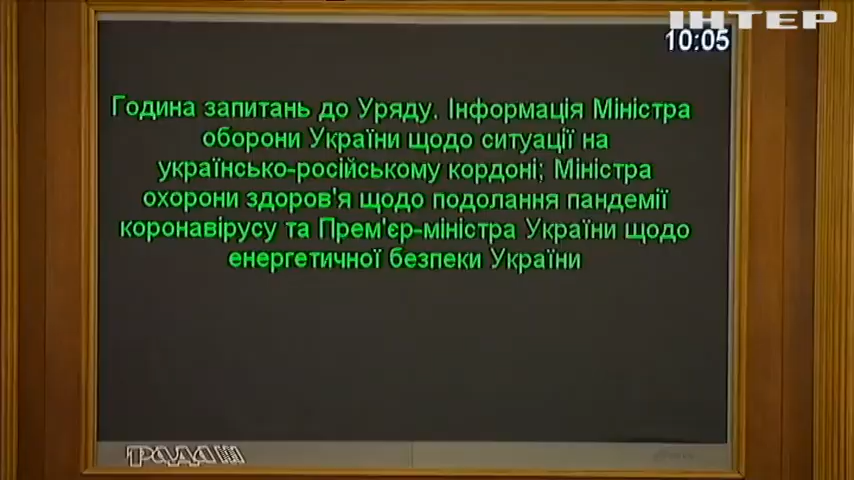 ІНТЕР
10:05
Година запитань до Уряду. Інформація Міністра
оборони України щодо ситуації на
українсько-російському кордоні; Міністра
охорони здоров'я щодо подолання пандемії
коронавірусу та Прем'єр-міністра України щодо
енергетичної безпеки України
РАДА